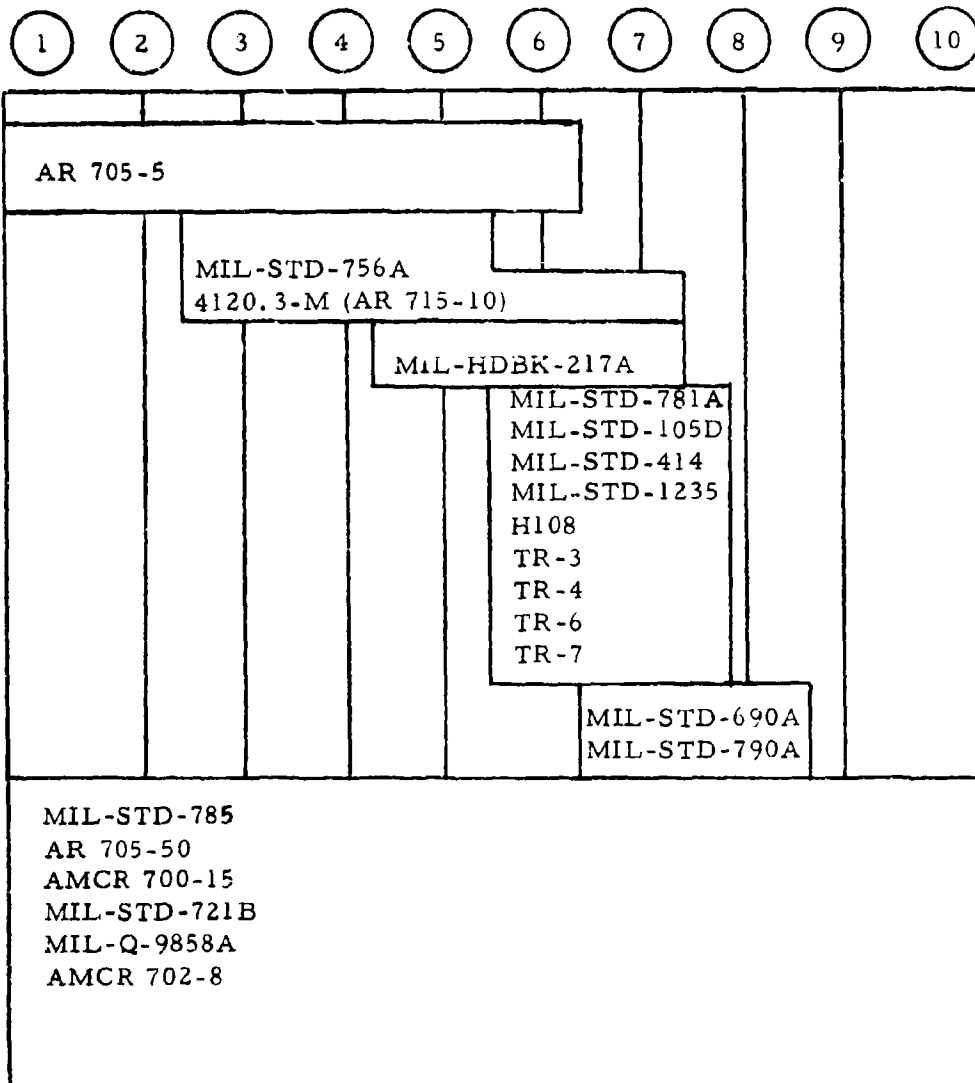 1 2 3 4 5 6 7 8 9 10
AR 705-5
MIL-STD-756A
4120.3-M (AR 715-10)
MIL-HDBK-217A
MIL-STD-781A
MIL-STD-105D
MIL-STD-414
MIL-STD-1235
H108
TR-3
TR-4
TR-6
TR-7
MIL-STD-690A
MIL-STD-790A
MIL-STD-785
AR 705-50
AMCR 700-15
MIL-STD-721B
MIL-Q-9858A
AMCR 702-8